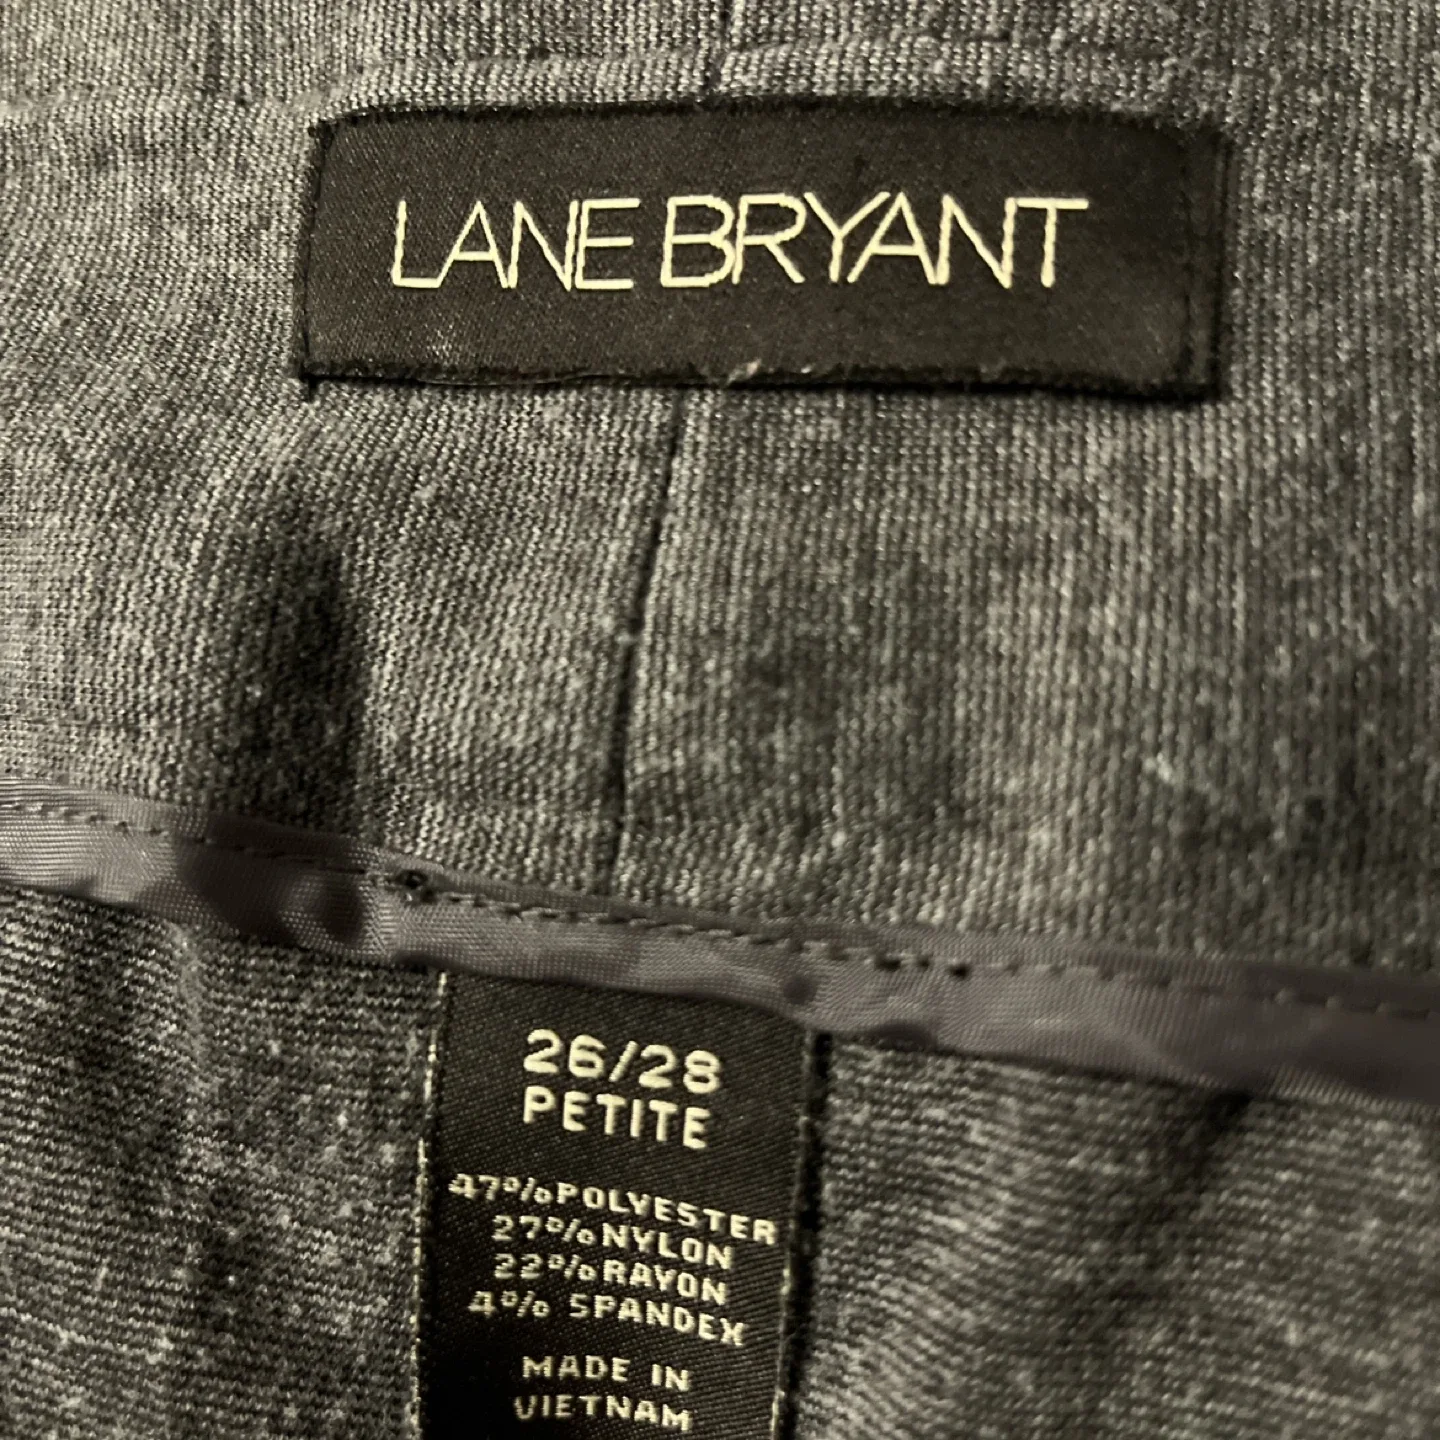 LANE BRYANT
26/28
PETITE
47% POLYESTER
27% NYLON
22% RAYON
4% SPANDEX
MADE IN
VIETNAM